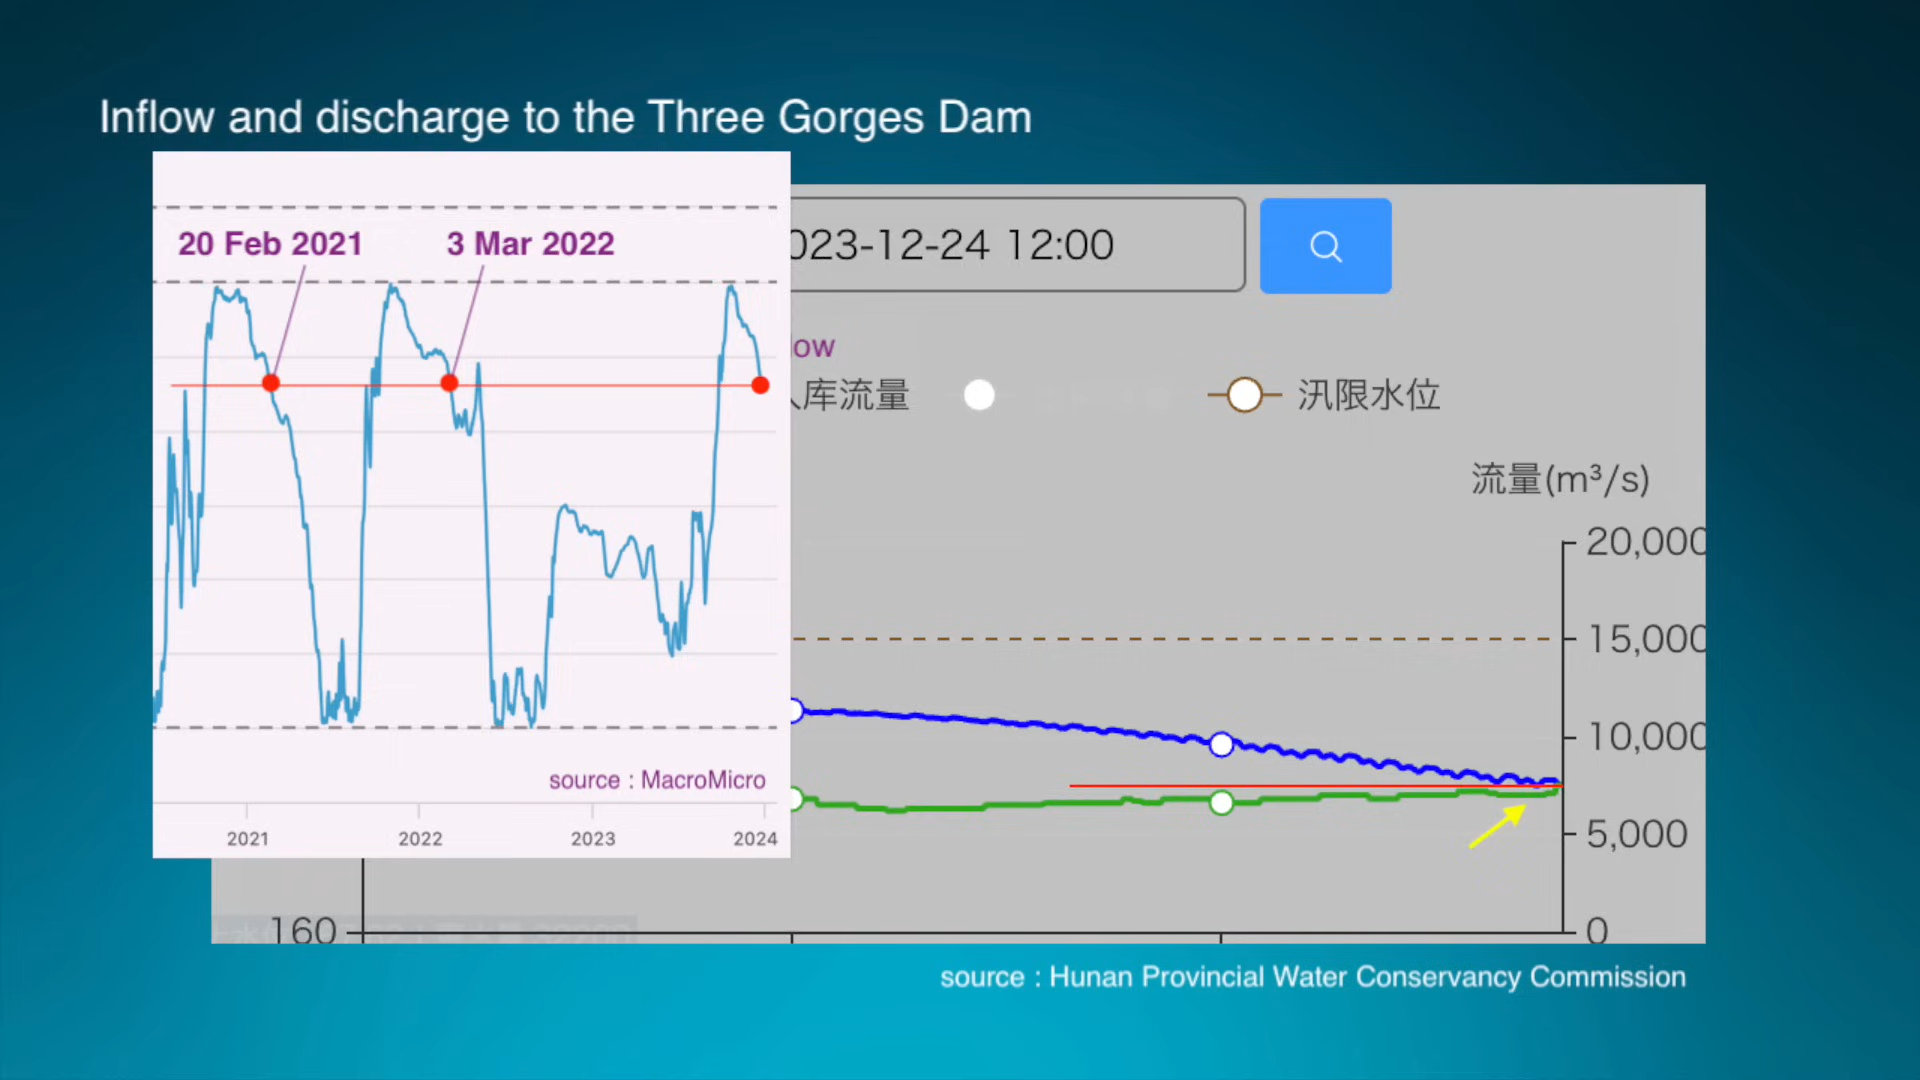 Inflow and discharge to the Three Gorges Dam
20 Feb 2021
3 Mar 2022
source : MacroMicro
2021
2022
2023
2024
023-12-24 12:00
low
入库流量
汛限水位
流量(m³/s)
20,000
15,000
10,000
5,000
0
160
source : Hunan Provincial Water Conservancy Commission